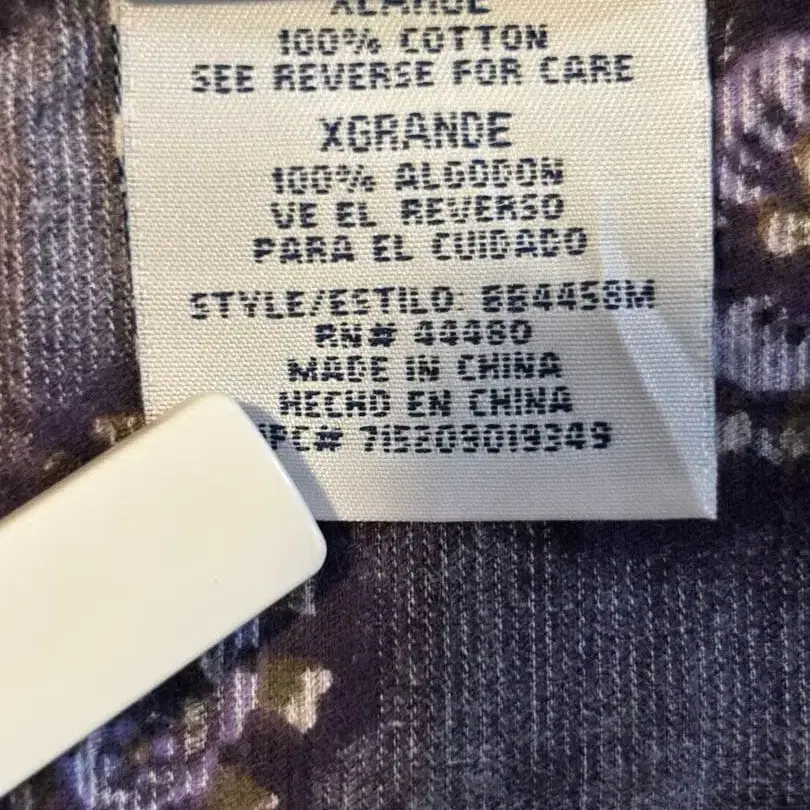 XLARGE
100% COTTON
SEE REVERSE FOR CARE
XGRANDE
100% ALGODON
VE EL REVERSO
PARA EL CUIDADO
STYLE/ESTILO:
RN# 44480
MADE IN CHINA
HECHO EN CHINA